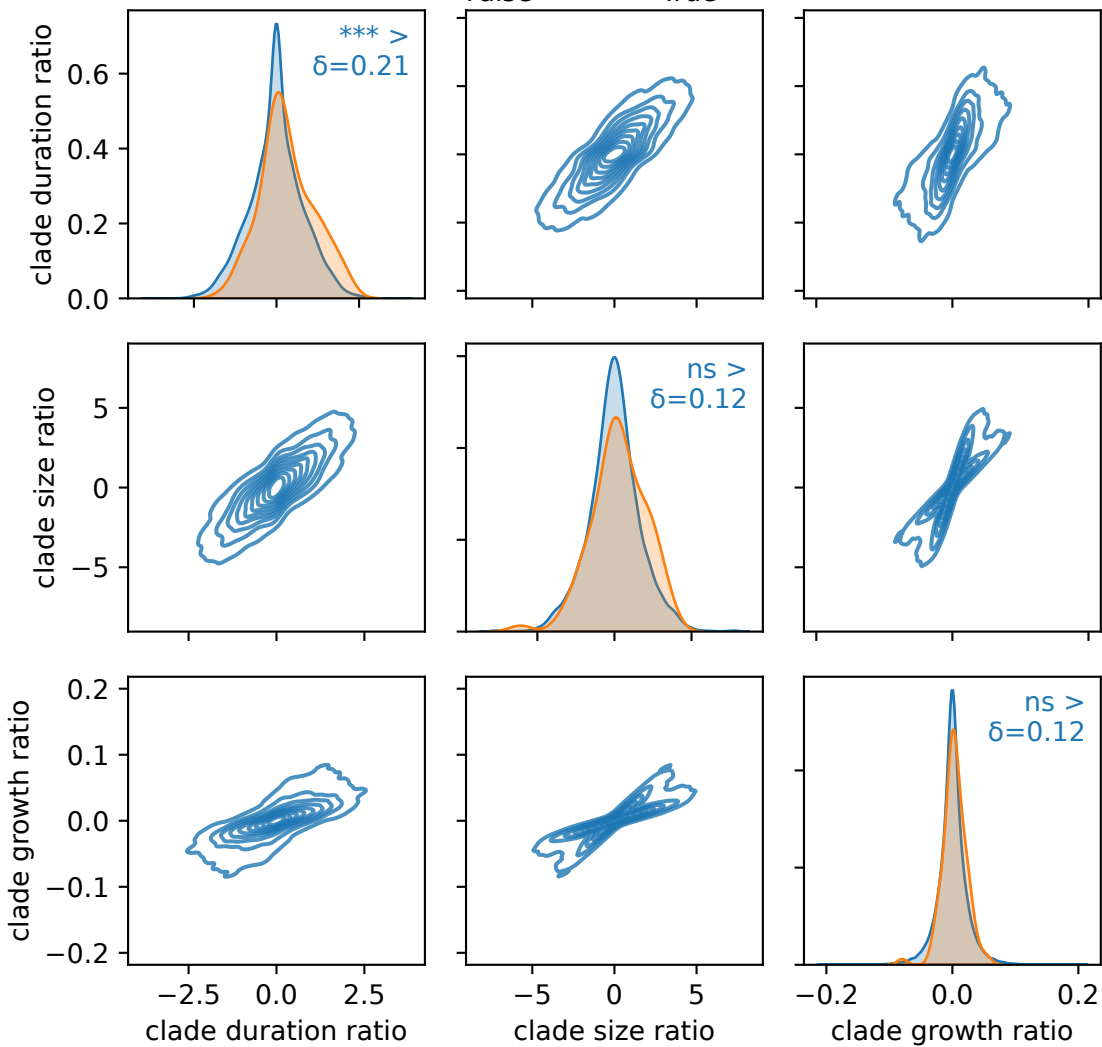 *** >
δ=0.21
clade duration ratio
0.6
0.4
0.2
0.0
ns >
δ=0.12
clade size ratio
5
0
−5
ns >
δ=0.12
clade growth ratio
0.2
0.1
0.0
−0.1
−0.2
−2.5 0.0 2.5
−5 0 5
−0.2 0.0 0.2
clade duration ratio
clade size ratio
clade growth ratio